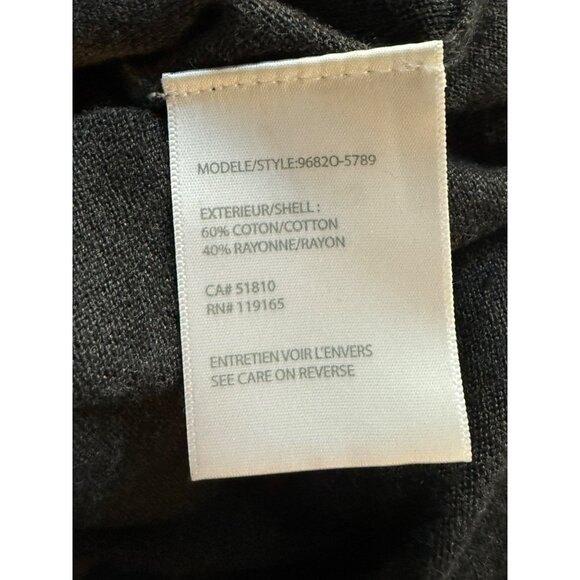 MODELE/STYLE:9682O-5789
EXTERIEUR/SHELL :
60% COTON/COTTON
40% RAYONNE/RAYON
CA# 51810
RN# 119165
ENTRETIEN VOIR L'ENVERS
SEE CARE ON REVERSE